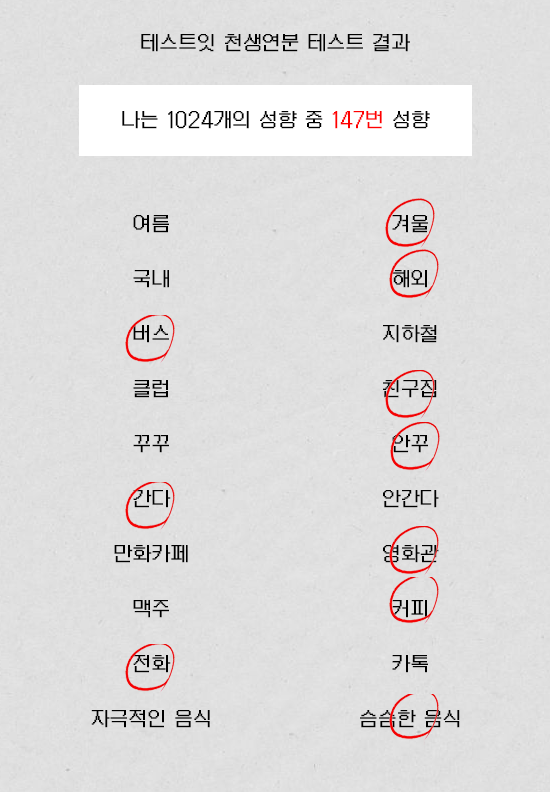 테스트잇 천생연분 테스트 결과
나는 1024개의 성향 중 147번 성향
여름 겨울
국내 해외
버스 지하철
클럽 친구집
꾸꾸 안꾸
간다 안간다
만화카페 영화관
맥주 커피
전화 카톡
자극적인 음식 슴슴한 음식